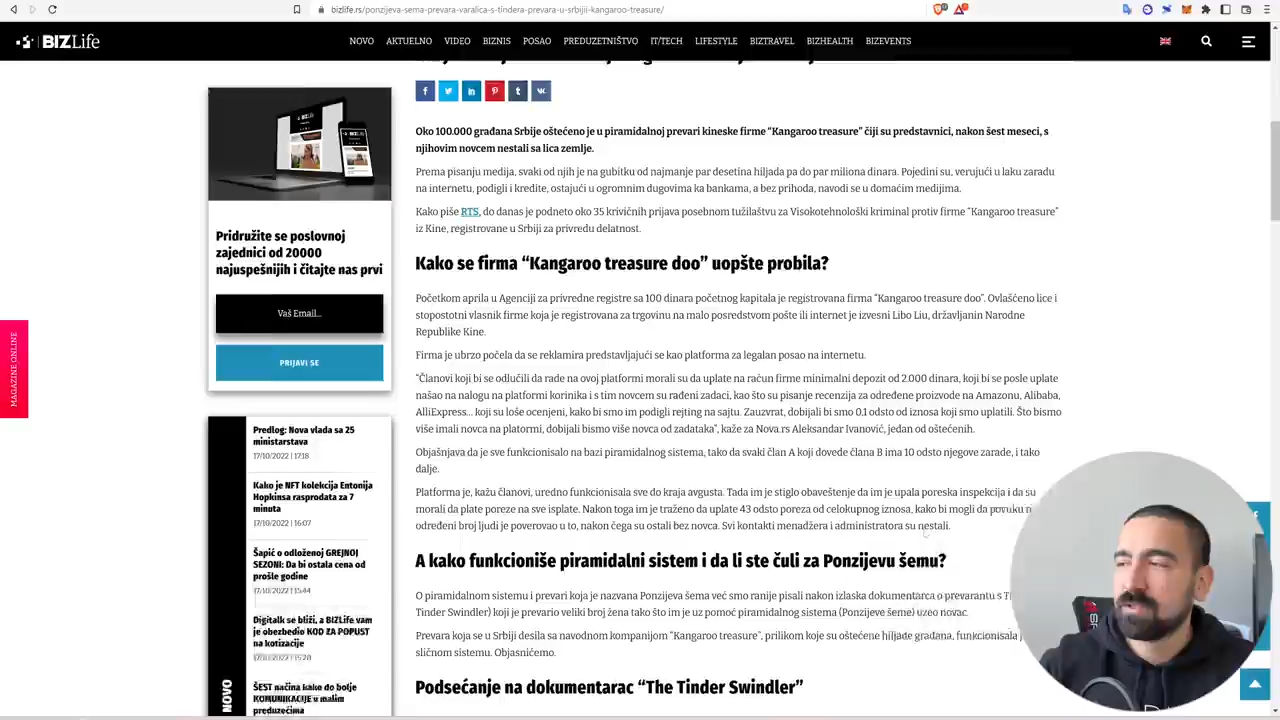 bizlife.rs/ponzijeva-sema-prevara-varalica-s-tindera-prevara-u-srbijii-kangaroo-treasure/
BIZLife
NOVO AKTUELNO VIDEO BIZNIS POSAO PREDUZETNIŠTVO IT/TECH LIFESTYLE BIZTRAVEL BIZHEALTH BIZEVENTS
Oko 100.000 građana Srbije oštećeno je u piramidalnoj prevari kineske firme “Kangaroo treasure” čiji su predstavnici, nakon šest meseci, s
njihovim novcem nestali sa lica zemlje.
Prema pisanju medija, svaki od njih je na gubitku od najmanje par desetina hiljada pa do par miliona dinara. Pojedini su, verujući u laku zaradu
na internetu, podigli i kredite, ostajući u ogromnim dugovima ka bankama, a bez prihoda, navodi se u domaćim medijima.
Kako piše RTS, do danas je podneto oko 35 krivičnih prijava posebnom tužilaštvu za Visokotehnološki kriminal protiv firme “Kangaroo treasure”
iz Kine, registrovane u Srbiji za privredu delatnost.
Kako se firma “Kangaroo treasure doo” uopšte probila?
Početkom aprila u Agenciji za privredne registre sa 100 dinara početnog kapitala je registrovana firma “Kangaroo treasure doo”. Ovlašćeno lice i
stopostotni vlasnik firme koja je registrovana za trgovinu na malo posredstvom pošte ili internet je izvesni Libo Liu, državljanin Narodne
Republike Kine.
Firma je ubrzo počela da se reklamira predstavljajući se kao platforma za legalan posao na internetu.
“Članovi koji bi se odlučili da rade na ovoj platformi morali su da uplate na račun firme minimalni depozit od 2.000 dinara, koji bi se posle uplate
našao na nalogu na platformi korinika i s tim novcem su rađeni zadaci, kao što su pisanje recenzija za određene proizvode na Amazonu, Alibaba,
AlliExpress... koji su loše ocenjeni, kako bi smo im podigli rejting na sajtu. Zauzvrat, dobijali bi smo 0,1 odsto od iznosa koji smo uplatili. Što bismo
više imali novca na platormi, dobijali bismo više novca od zadataka”, kaže za Nova.rs Aleksandar Ivanović, jedan od oštećenih.
Objašnjava da je sve funkcionisalo na bazi piramidalnog sistema, tako da svaki član A koji dovede člana B ima 10 odsto njegove zarade, i tako
dalje.
Platforma je, kažu članovi, uredno funkcionisala sve do kraja avgusta. Tada im je stiglo obaveštenje da im je upala poreska inspekcija i da su
morali da plate poreze na sve isplate. Nakon toga im je traženo da uplate 43 odsto poreza od celokupnog iznosa, kako bi mogli da povuku n
određeni broj ljudi je poverovao u to, nakon čega su ostali bez novca. Svi kontakti menadžera i administratora su nestali.
A kako funkcioniše piramidalni sistem i da li ste čuli za Ponzijevu šemu?
O piramidalnom sistemu i prevari koja je nazvana Ponzijeva šema već smo ranije pisali nakon izlaska dokumentarca o prevarantu s T
Tinder Swindler) koji je prevario veliki broj žena tako što im je uz pomoć piramidalnog sistema (Ponzijeve šeme) uzeo novac.
Prevara koja se u Srbiji desila sa navodnom kompanijom “Kangaroo treasure”, prilikom koje su oštećene hiljade građana, funkcionisala j
sličnom sistemu. Objasnićemo.
Podsećanje na dokumentarac “The Tinder Swindler”
Pridružite se poslovnoj
zajednici od 20000
najuspešnijih i čitajte nas prvi
Vaš Email...
PRIJAVI SE
MAGAZINE ONLINE
NOVO
Predlog: Nova vlada sa 25
ministarstava
17/10/2022 | 17:18
Kako je NFT kolekcija Entonija
Hopkinsa rasprodata za 7
minuta
17/10/2022 | 16:07
Šapić o odloženoj GREJNOJ
SEZONI: Da bi ostala cena od
prošle godine
17/10/2022 | 15:44
Digitalk se bliži, a BIZLife vam
je obezbedio KOD ZA POPUST
na kotizacije
ŠEST načina kako do bolje
KOMUNIKACIJE v malim
preduzećima